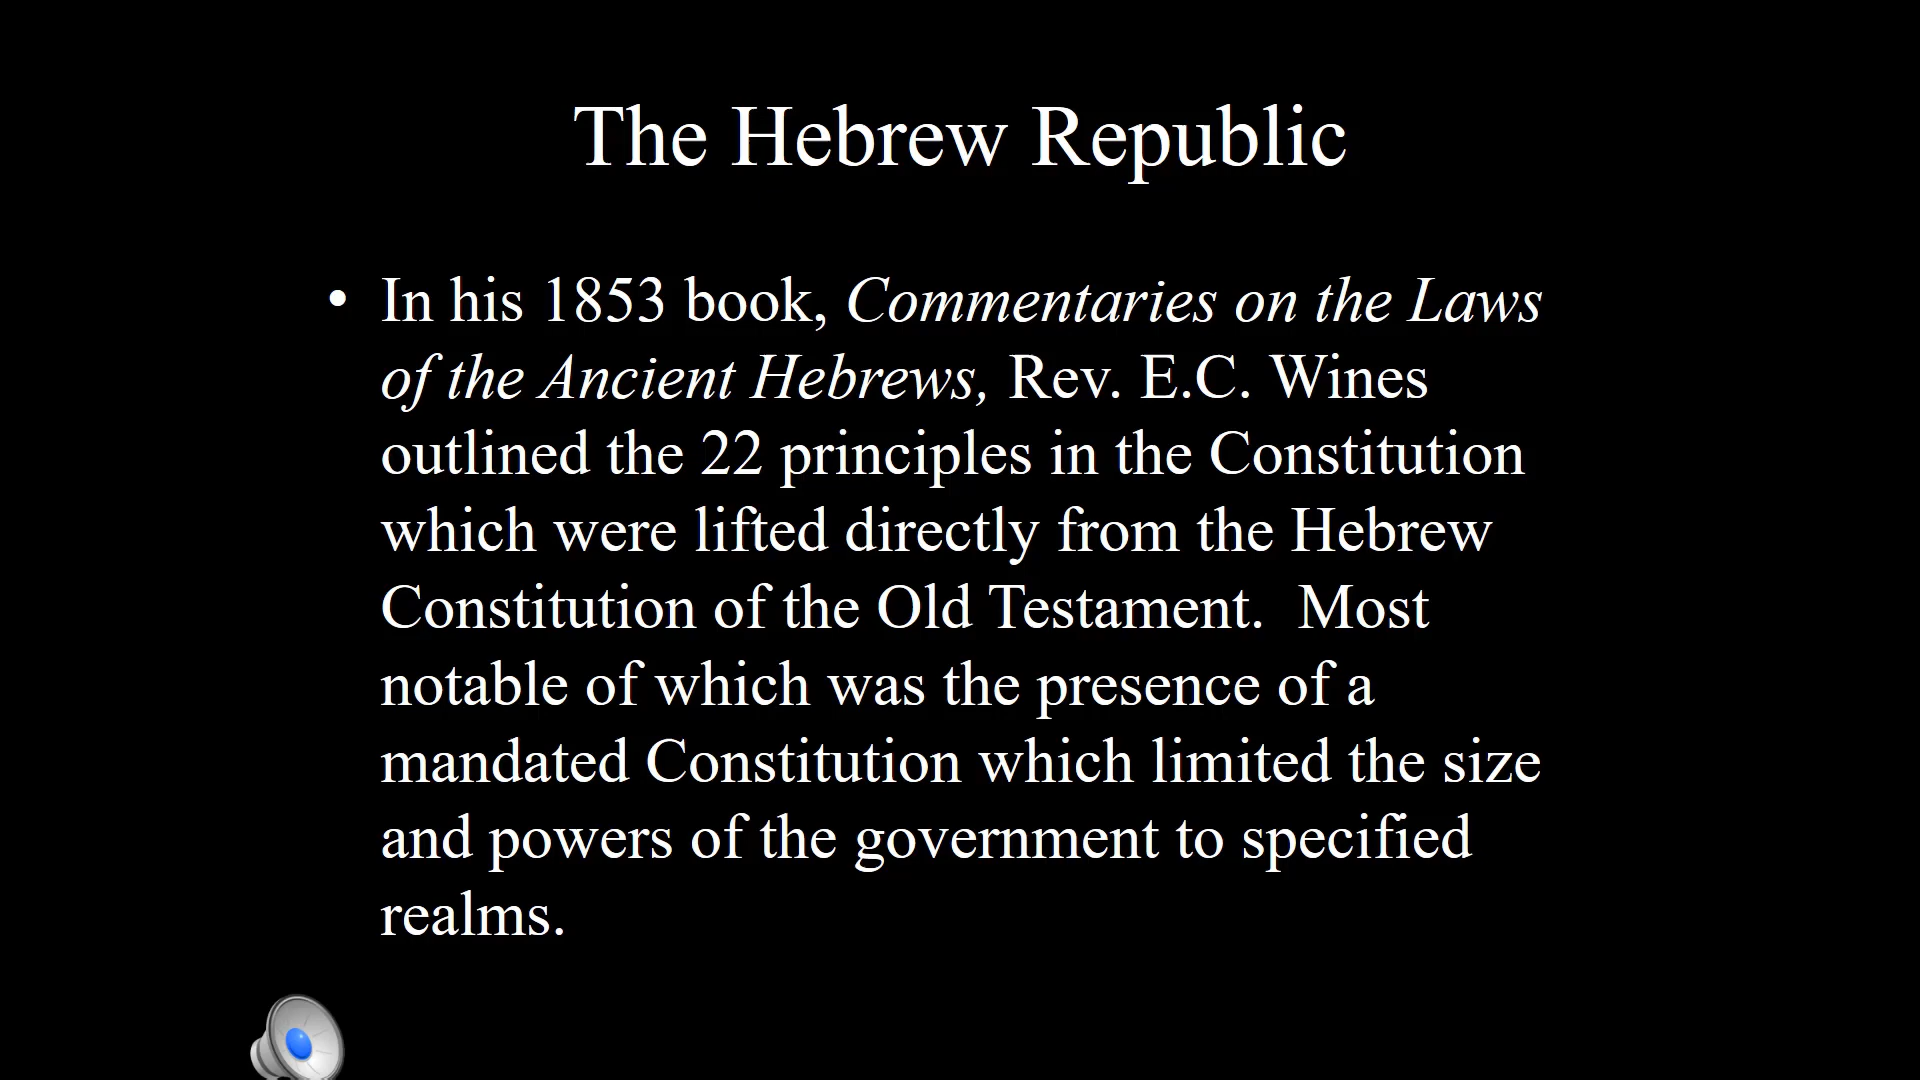 The Hebrew Republic
• In his 1853 book, Commentaries on the Laws
of the Ancient Hebrews, Rev. E.C. Wines
outlined the 22 principles in the Constitution
which were lifted directly from the Hebrew
Constitution of the Old Testament.  Most
notable of which was the presence of a
mandated Constitution which limited the size
and powers of the government to specified
realms.